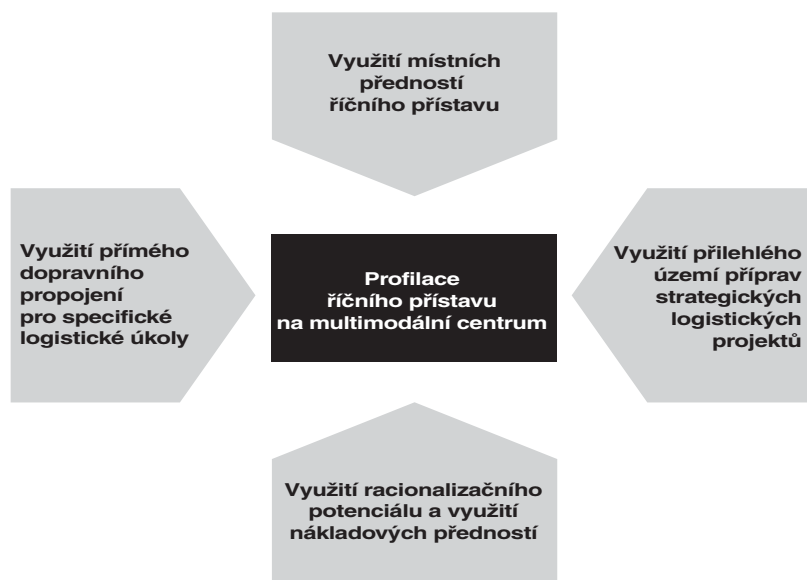 Využití místních
předností
říčního přístavu
Využití přímého
dopravního
propojení
pro specifické
logistické úkoly
Profilace
říčního přístavu
na multimodální centrum
Využití přilehlého
území příprav
strategických
logistických
projektů
Využití racionalizačního
potenciálu a využití
nákladových předností